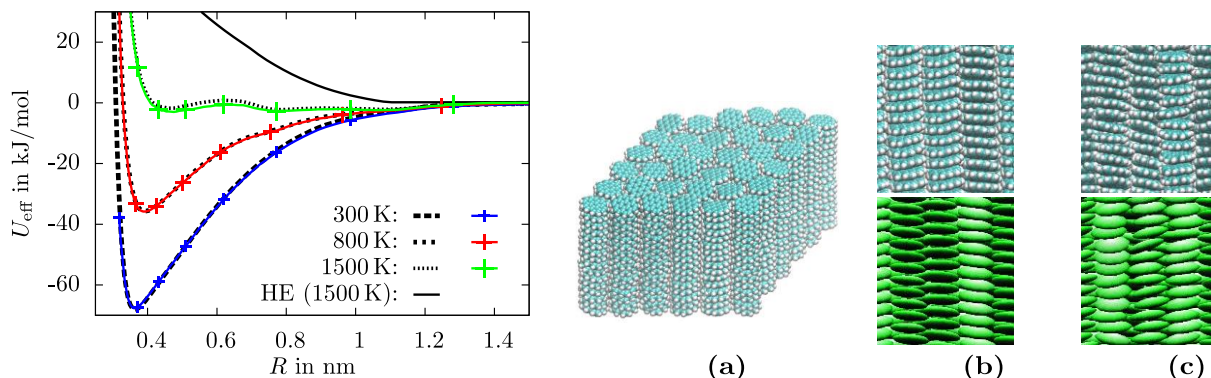 20
0
-20
-40
-60
U_eff in kJ/mol
300 K:
800 K:
1500 K:
HE (1500 K):
0.4 0.6 0.8 1 1.2 1.4
R in nm
(a)
(b)
(c)